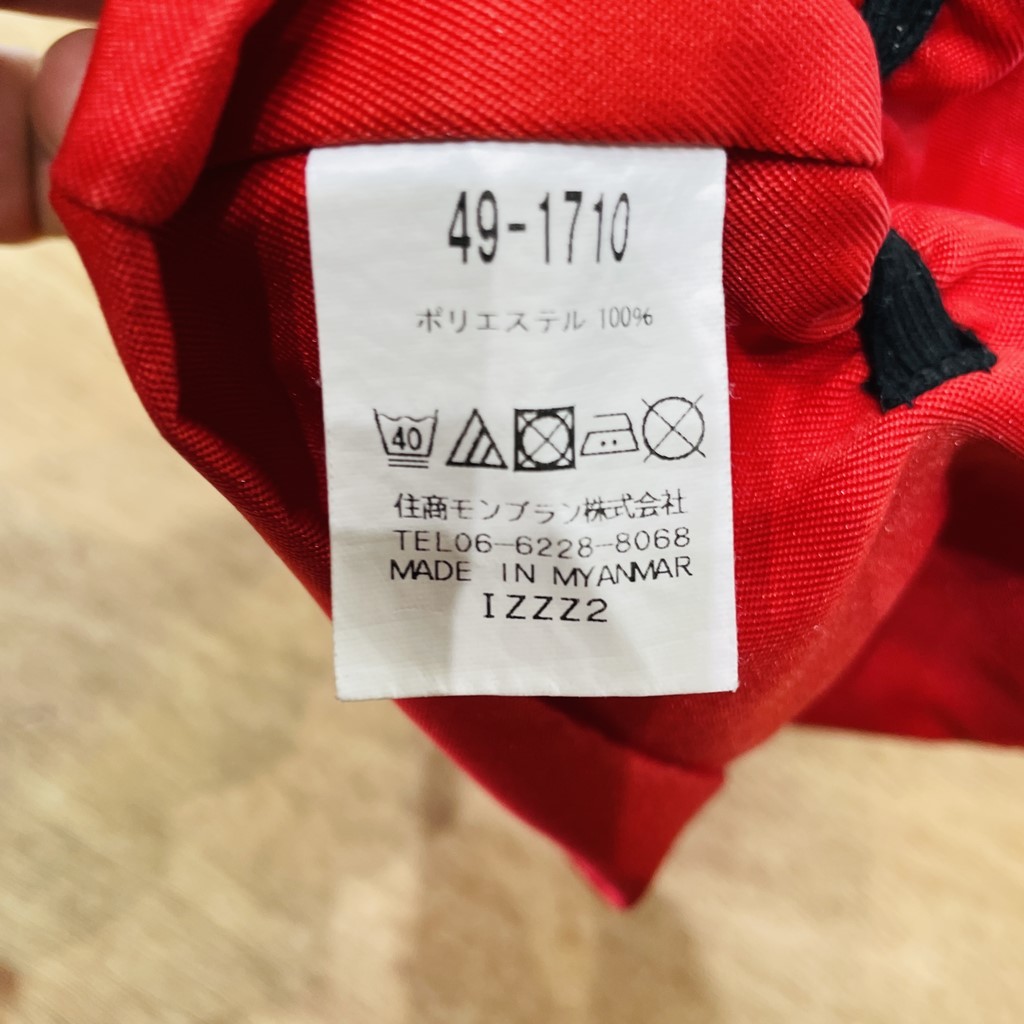 49-1710
ポリエステル 100%
40
住商モンブラン株式会社
TEL06-6228-8068
MADE IN MYANMAR
IZZZ2